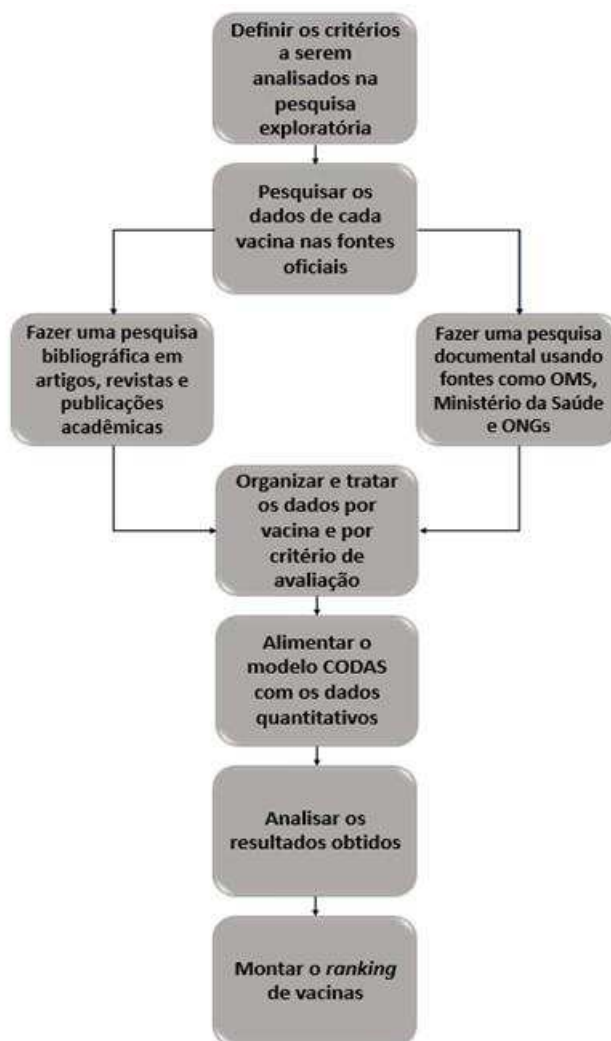 Definir os critérios
a serem
analisados na
pesquisa
exploratória
Pesquisar os
dados de cada
vacina nas fontes
oficiais
Fazer uma pesquisa
bibliográfica em
artigos, revistas e
publicações
acadêmicas
Fazer uma pesquisa
documental usando
fontes como OMS,
Ministério da Saúde
e ONGs
Organizar e tratar
os dados por
vacina e por
critério de
avaliação
Alimentar o
modelo CODAS
com os dados
quantitativos
Analisar os
resultados obtidos
Montar o ranking
de vacinas